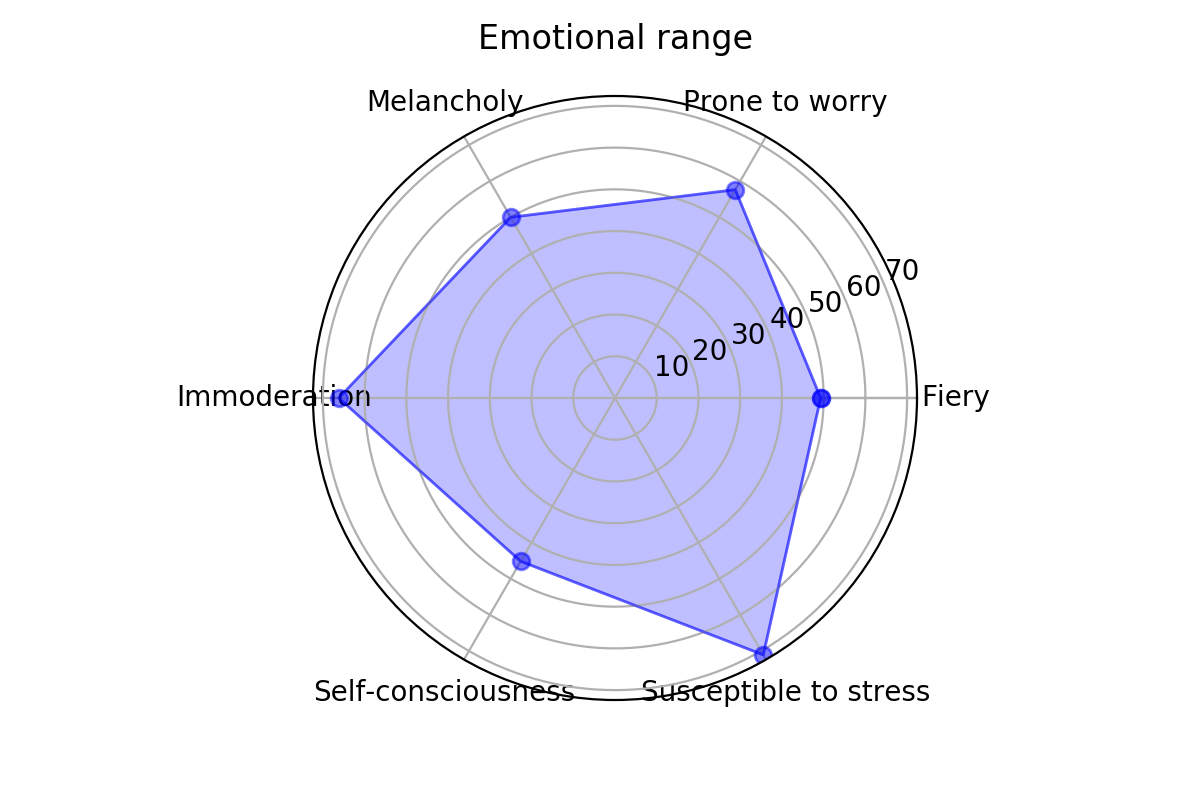 Emotional range
Melancholy
Prone to worry
70
60
50
40
30
20
10
Immoderation
Fiery
Self-consciousness
Susceptible to stress